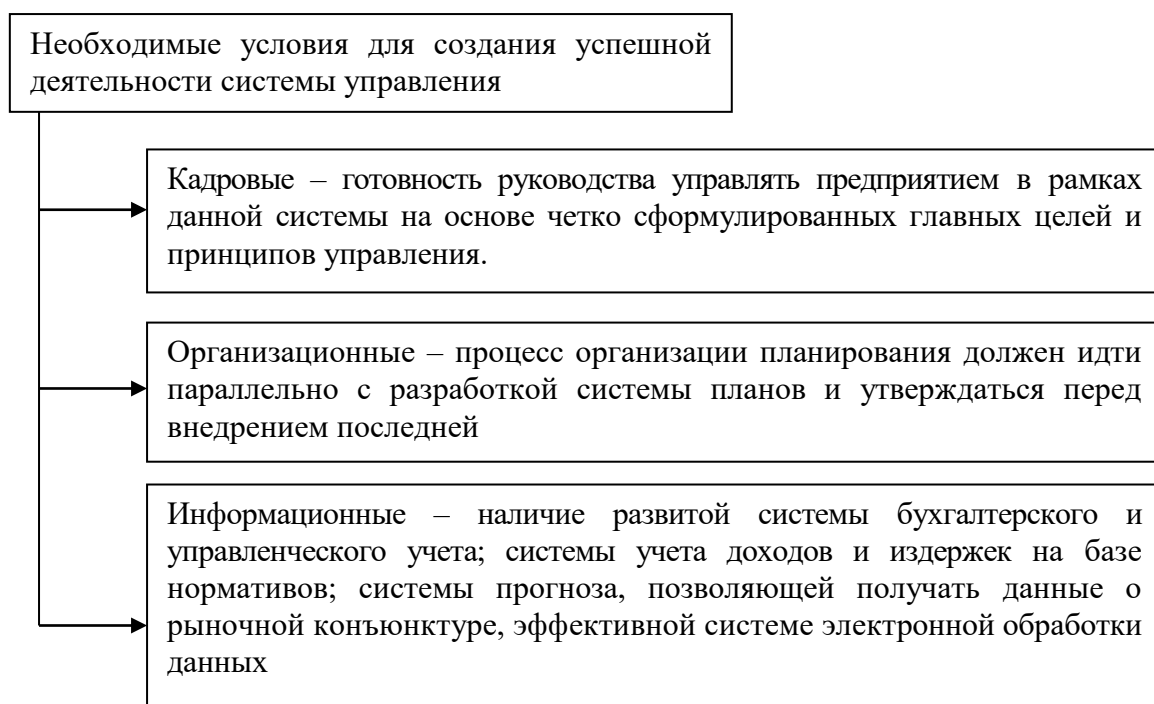 Необходимые условия для создания успешной
деятельности системы управления
Кадровые – готовность руководства управлять предприятием в рамках
данной системы на основе четко сформулированных главных целей и
принципов управления.
Организационные – процесс организации планирования должен идти
параллельно с разработкой системы планов и утверждаться перед
внедрением последней
Информационные – наличие развитой системы бухгалтерского и
управленческого учета; системы учета доходов и издержек на базе
нормативов; системы прогноза, позволяющей получать данные о
рыночной конъюнктуре, эффективной системе электронной обработки
данных